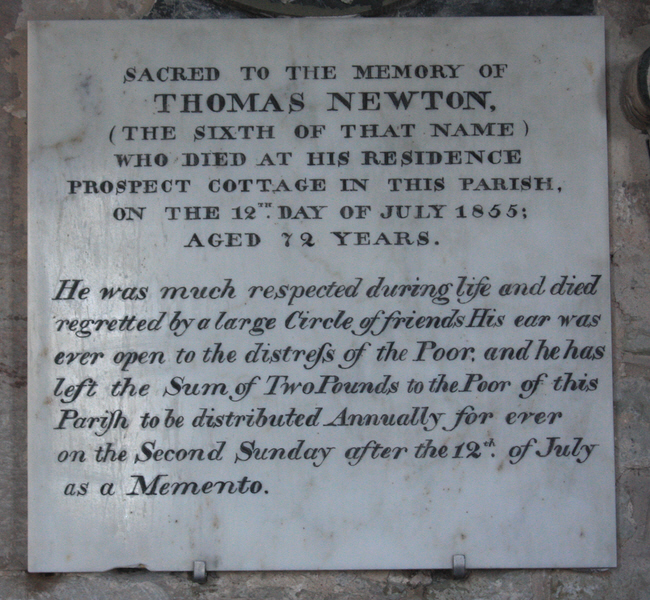 SACRED TO THE MEMORY OF
THOMAS NEWTON,
(THE SIXTH OF THAT NAME)
WHO DIED AT HIS RESIDENCE
PROSPECT COTTAGE IN THIS PARISH,
ON THE 12TH. DAY OF JULY 1855;
AGED 72 YEARS.
He was much respected during life and died
regretted by a large Circle of friends His ear was
ever open to the distreſs of the Poor, and he has
left the Sum of Two Pounds to the Poor of this
Pariſh to be distributed Annually for ever
on the Second Sunday after the 12th. of July
as a Memento.